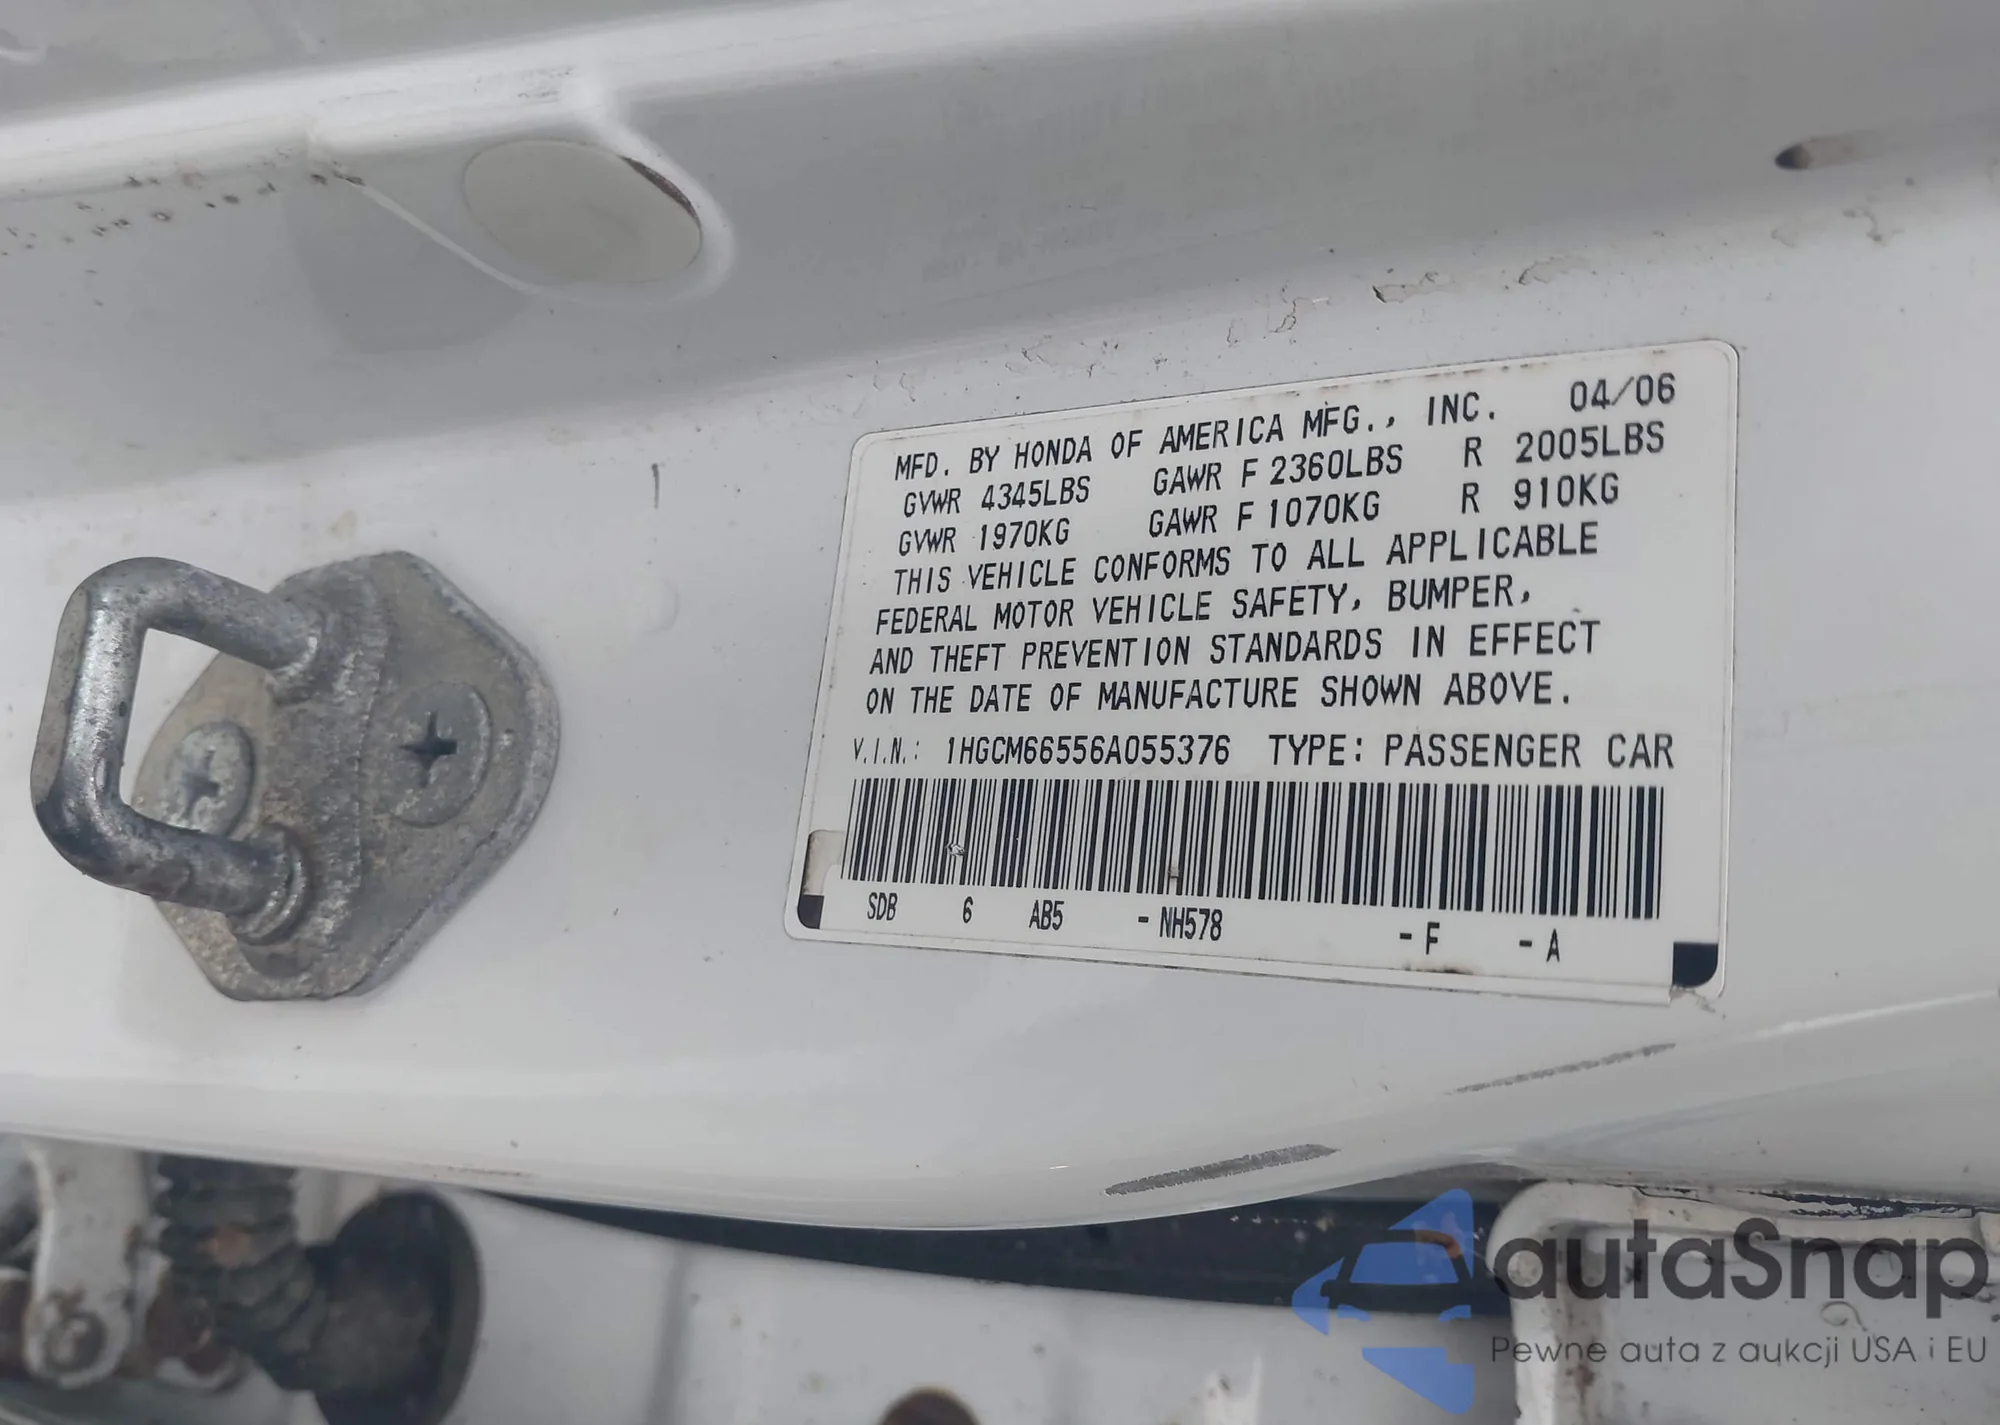 MFD. BY HONDA OF AMERICA MFG., INC. 04/06
GVWR 4345LBS GAWR F 2360LBS R 2005LBS
GVWR 1970KG GAWR F 1070KG R 910KG
THIS VEHICLE CONFORMS TO ALL APPLICABLE
FEDERAL MOTOR VEHICLE SAFETY, BUMPER,
AND THEFT PREVENTION STANDARDS IN EFFECT
ON THE DATE OF MANUFACTURE SHOWN ABOVE.
V.I.N.: 1HGCM66556A055376 TYPE: PASSENGER CAR
SDB 6 AB5 -NH578 -F -A
autaSnap
Pewne auta z aukcji USA i EU